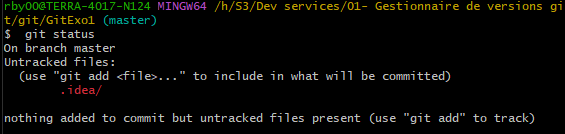 rby00@TERRA-4017-N124 MINGW64 /h/S3/Dev services/01- Gestionnaire de versions gi
t/git/GitExo1 (master)
$  git status
On branch master
Untracked files:
  (use "git add <file>..." to include in what will be committed)
        .idea/

nothing added to commit but untracked files present (use "git add" to track)